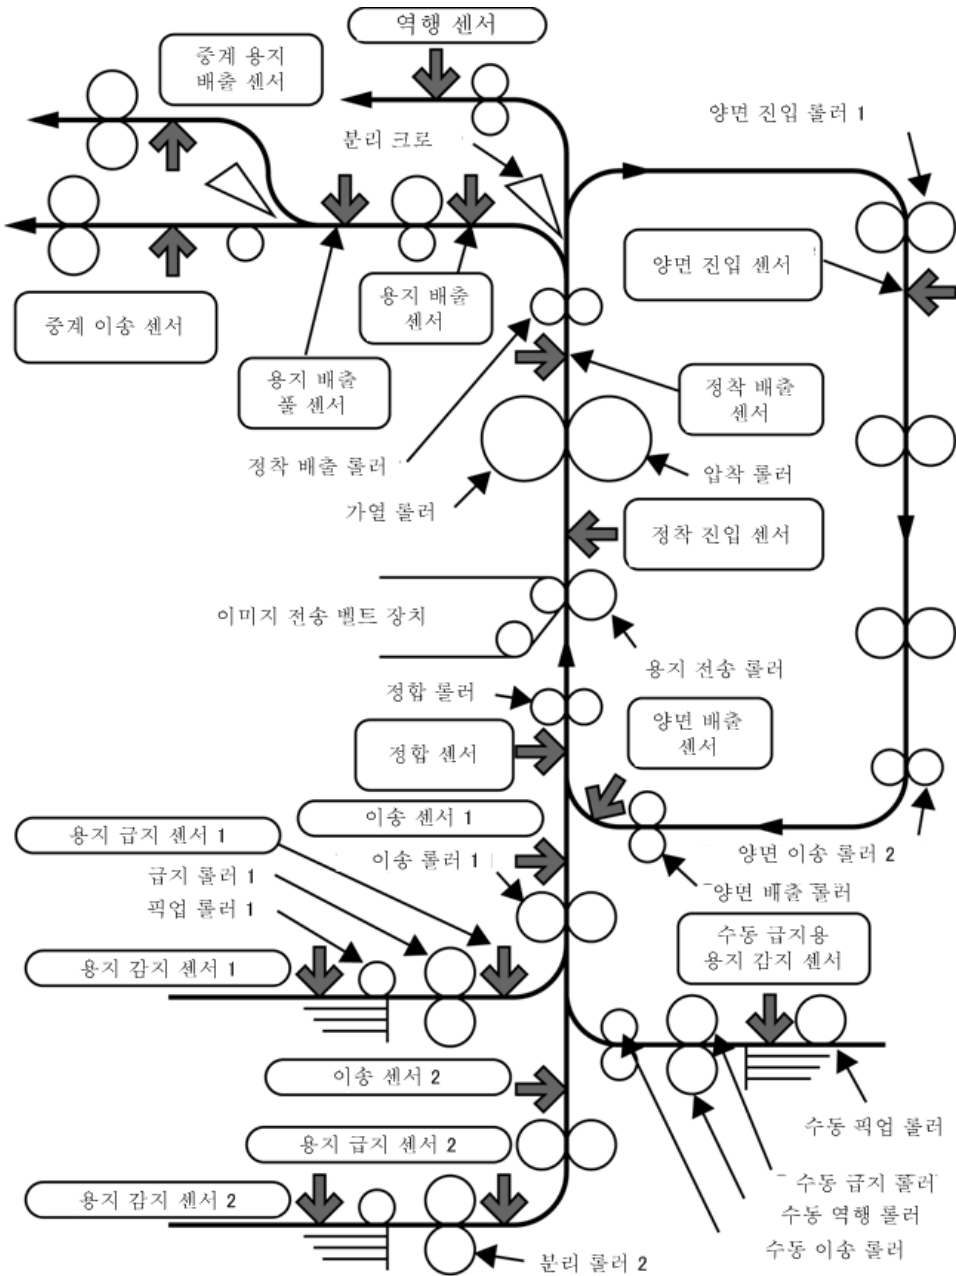 역행 센서
중계 용지
배출 센서
양면 진입 롤러 1
분리 크로
양면 진입 센서
용지 배출
센서
중계 이송 센서
용지 배출
풀 센서
정착 배출
센서
정착 배출 롤러
압착 롤러
가열 롤러
정착 진입 센서
이미지 전송 벨트 장치
용지 전송 롤러
정합 롤러
양면 배출
센서
정합 센서
이송 센서 1
용지 급지 센서 1
이송 롤러 1
양면 이송 롤러 2
급지 롤러 1
양면 배출 롤러
픽업 롤러 1
수동 급지용
용지 감지 센서
용지 감지 센서 1
이송 센서 2
수동 픽업 롤러
용지 급지 센서 2
수동 급지 롤러
용지 감지 센서 2
수동 역행 롤러
수동 이송 롤러
분리 롤러 2